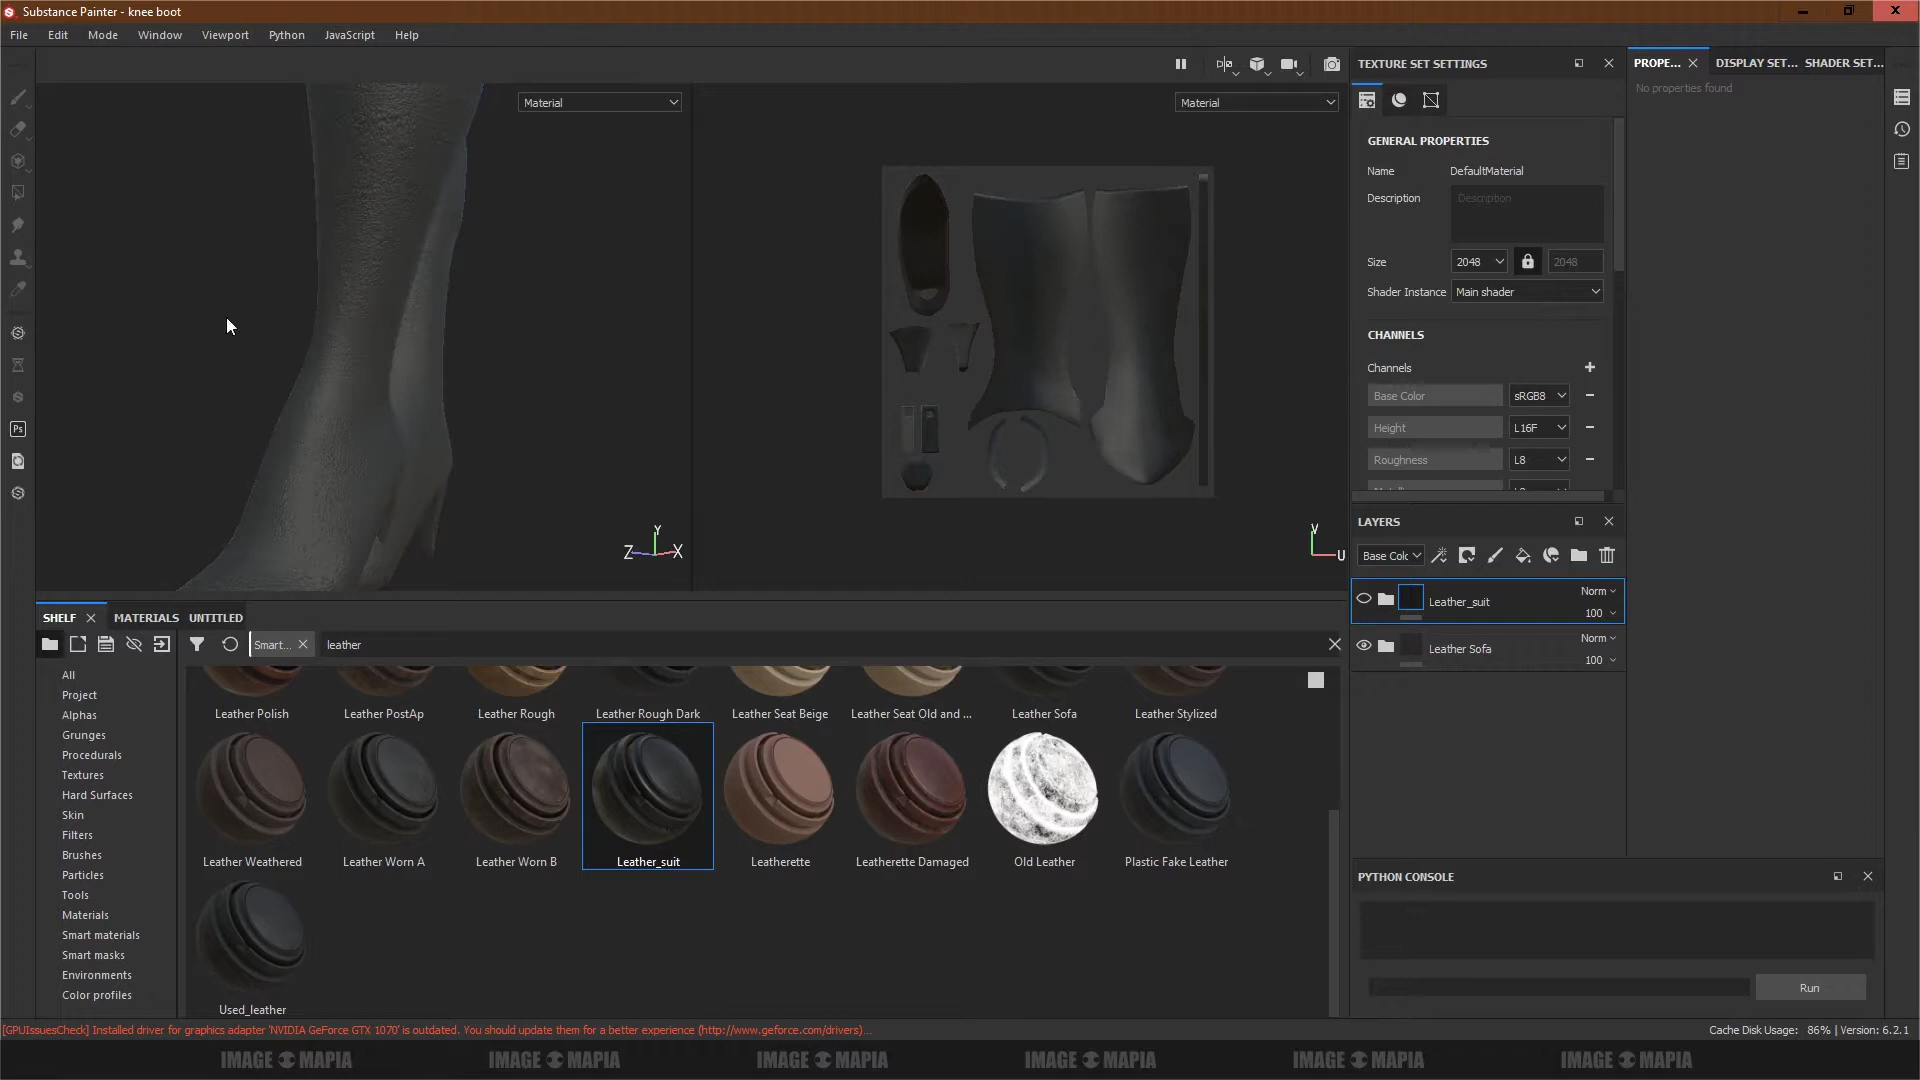 Substance Painter - knee boot
File Edit Mode Window Viewport Python JavaScript Help
Material
Material
TEXTURE SET SETTINGS
PROPE... DISPLAY SET... SHADER SET...
No properties found
GENERAL PROPERTIES
Name DefaultMaterial
Description Description
Size 2048 2048
Shader Instance Main shader
CHANNELS
Channels
Base Color sRGB8
Height L16F
Roughness L8
Ps
Y
Z X
V
U
LAYERS
Base Colc
Leather_suit Norm
100
Leather Sofa Norm
100
SHELF MATERIALS UNTITLED
Smart... leather
All
Project
Alphas
Grunges
Procedurals
Textures
Hard Surfaces
Skin
Filters
Brushes
Particles
Tools
Materials
Smart materials
Smart masks
Environments
Color profiles
Leather Polish Leather PostAp Leather Rough Leather Rough Dark Leather Seat Beige Leather Seat Old and ... Leather Sofa Leather Stylized
Leather Weathered Leather Worn A Leather Worn B Leather_suit Leatherette Leatherette Damaged Old Leather Plastic Fake Leather
Used_leather
PYTHON CONSOLE
Run
[GPUIssuesCheck] Installed driver for graphics adapter 'NVIDIA GeForce GTX 1070' is outdated. You should update them for a better experience (http://www.geforce.com/drivers)...
Cache Disk Usage: 86% | Version: 6.2.1
IMAGE MAPIA IMAGE MAPIA IMAGE MAPIA IMAGE MAPIA IMAGE MAPIA IMAGE MAPIA